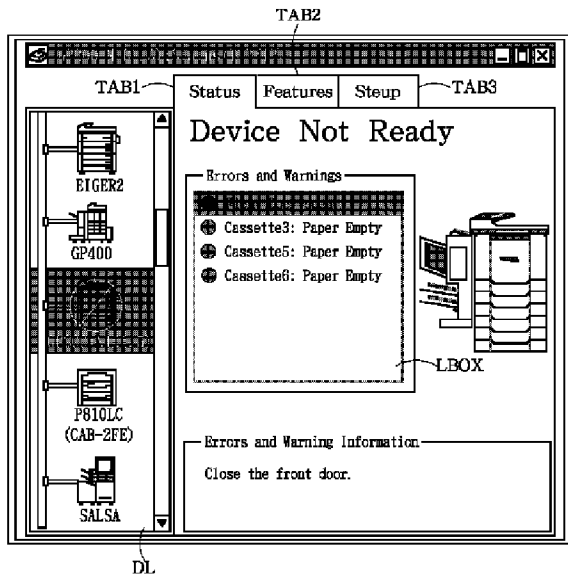 TAB2
TAB1
TAB3
Status
Features
Steup
Device Not Ready
EIGER2
GP400
P810LC
(CAB-2FE)
SALSA
Errors and Warnings
Cassette3: Paper Empty
Cassette5: Paper Empty
Cassette6: Paper Empty
LBOX
Errors and Warning Information
Close the front door.
DL